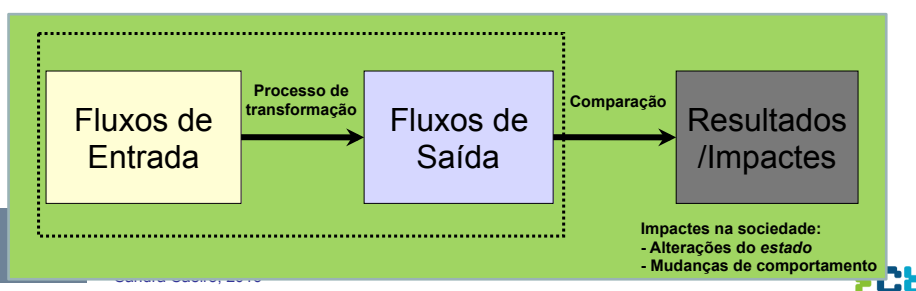 Fluxos de
Entrada
Processo de
transformação
Fluxos de
Saída
Comparação
Resultados
/Impactes
Impactes na sociedade:
- Alterações do estado
- Mudanças de comportamento